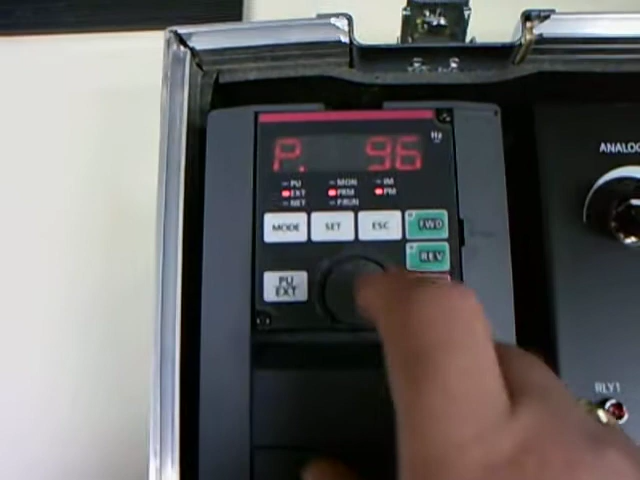 P. 96
Hz
PU
EXT
NET
MON
PRM
P.RUN
IM
PM
MODE
SET
ESC
FWD
REV
PU
EXT
ANALOG
RLY1